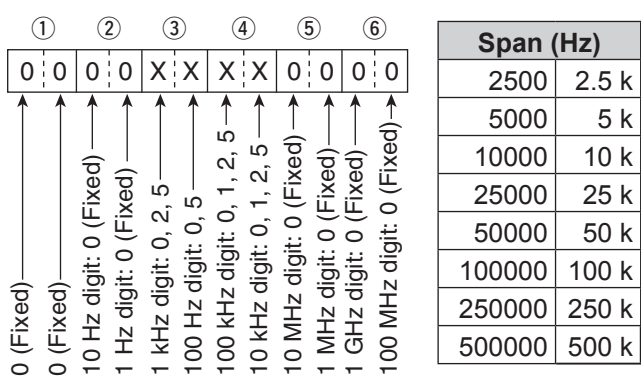 ① ② ③ ④ ⑤ ⑥
0 0 0 0 X X X X 0 0 0 0
0 (Fixed)
0 (Fixed)
10 Hz digit: 0 (Fixed)
1 Hz digit: 0 (Fixed)
1 kHz digit: 0, 2, 5
100 Hz digit: 0, 5
100 kHz digit: 0, 1, 2, 5
10 kHz digit: 0, 1, 2, 5
10 MHz digit: 0 (Fixed)
1 MHz digit: 0 (Fixed)
1 GHz digit: 0 (Fixed)
100 MHz digit: 0 (Fixed)
Span (Hz)
2500 2.5 k
5000 5 k
10000 10 k
25000 25 k
50000 50 k
100000 100 k
250000 250 k
500000 500 k